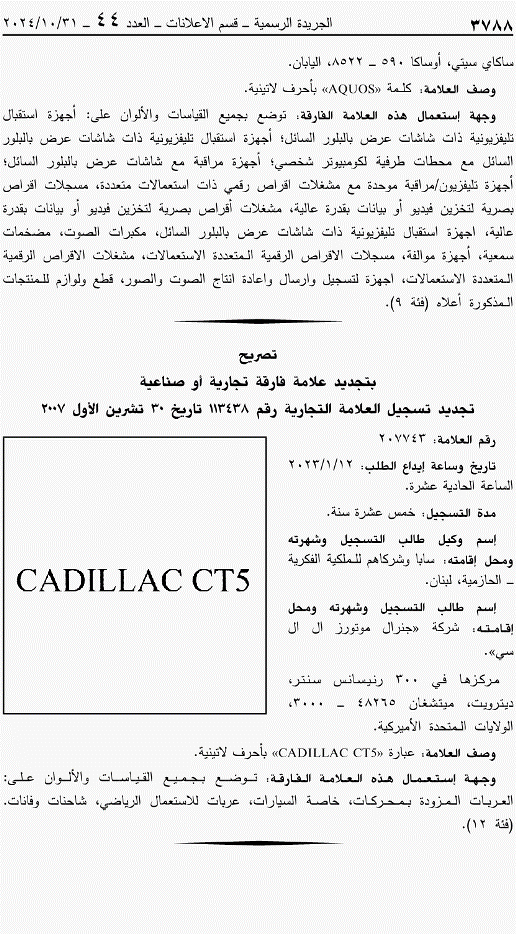 ٣٧٨٨ الجريدة الرسمية ـ قسم الاعلانات ـ العدد ٤٤ ـ ٢٠٢٤/١٠/٣١
ساكاي سيتي، أوساكا ٥٩٠ ـ ٨٥٢٢، اليابان.
وصف العلامة: كلمة «AQUOS» بأحرف لاتينية.
وجهة إستعمال هذه العلامة الفارقة: توضع بجميع القياسات والألوان على: أجهزة استقبال
تليفزيونية ذات شاشات عرض بالبلور السائل؛ أجهزة استقبال تليفزيونية ذات شاشات عرض بالبلور
السائل مع محطات طرفية لكومبيوتر شخصي؛ أجهزة مراقبة مع شاشات عرض بالبلور السائل؛
أجهزة تليفزيون/مراقبة موحدة مع مشغلات اقراص رقمي ذات استعمالات متعددة، مسجلات اقراص
بصرية لتخزين فيديو أو بيانات بقدرة عالية، مشغلات أقراص بصرية لتخزين فيديو أو بيانات بقدرة
عالية، اجهزة استقبال تليفزيونية ذات شاشات عرض بالبلور السائل، مكبرات الصوت، مضخمات
سمعية، أجهزة موالفة، مسجلات الاقراص الرقمية المتعددة الاستعمالات، مشغلات الاقراص الرقمية
المتعددة الاستعمالات، اجهزة لتسجيل وارسال واعادة انتاج الصوت والصور، قطع ولوازم للمنتجات
المذكورة أعلاه (فئة ٩).
تصريح
بتجديد علامة فارقة تجارية أو صناعية
تجديد تسجيل العلامة التجارية رقم ١١٣٤٣٨ تاريخ ٣٠ تشرين الأول ٢٠٠٧
رقم العلامة: ٢٠٧٧٤٣
تاريخ وساعة إيداع الطلب: ٢٠٢٣/١/١٢
الساعة الحادية عشرة.
مدة التسجيل: خمس عشرة سنة.
إسم وكيل طالب التسجيل وشهرته
ومحل إقامته: سابا وشركاهم للملكية الفكرية
ـ الحازمية، لبنان.
إسم طالب التسجيل وشهرته ومحل
إقامته: شركة «جنرال موتورز ال ال
سي».
مركزها في ٣٠٠ رنيسانس سنتر،
ديترويت، ميتشغان ٤٨٢٦٥ ـ ٣٠٠٠،
الولايات المتحدة الأميركية.
CADILLAC CT5
وصف العلامة: عبارة «CADILLAC CT5» بأحرف لاتينية.
وجهة إستعمال هذه العلامة الفارقة: توضع بجميع القياسات والألوان على:
العربات المزودة بمحركات، خاصة السيارات، عربات للاستعمال الرياضي، شاحنات وفانات.
(فئة ١٢).